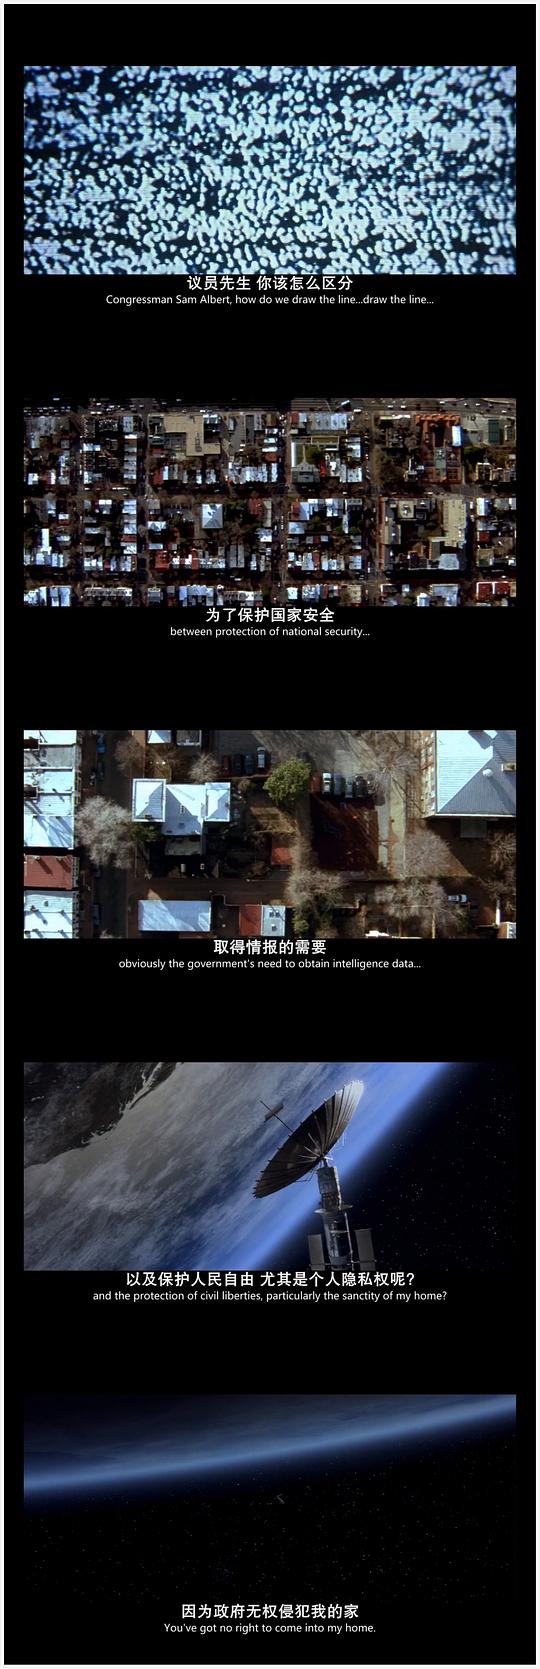 议员先生 你该怎么区分
Congressman Sam Albert, how do we draw the line...draw the line...
为了保护国家安全
between protection of national security...
取得情报的需要
obviously the government's need to obtain intelligence data...
以及保护人民自由 尤其是个人隐私权呢?
and the protection of civil liberties, particularly the sanctity of my home?
因为政府无权侵犯我的家
You've got no right to come into my home.